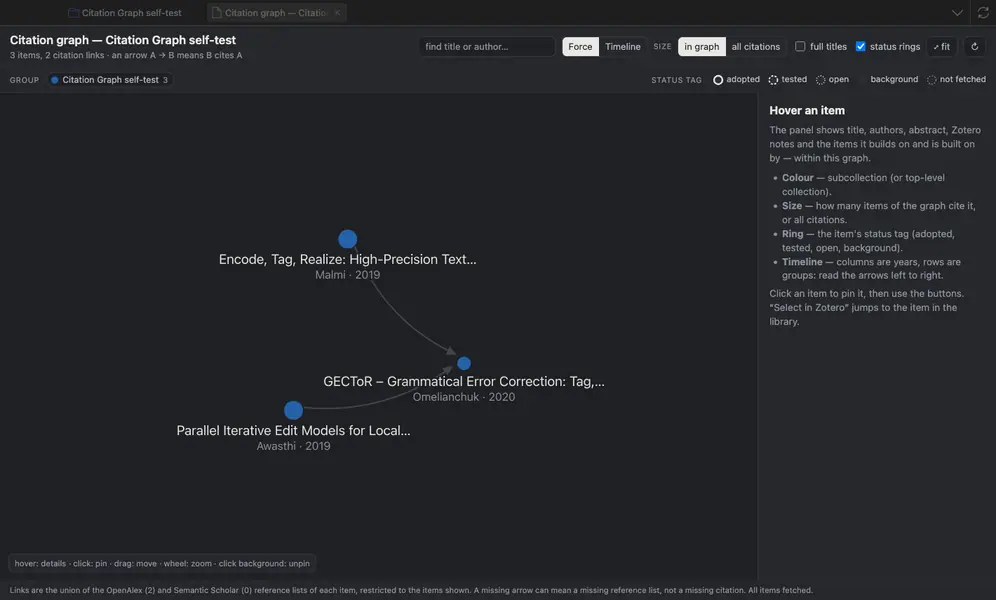 Citation Graph self-test
Citation graph — Citatio
Citation graph — Citation Graph self-test
3 items, 2 citation links · an arrow A → B means B cites A
find title or author...
Force Timeline SIZE in graph all citations full titles status rings fit
GROUP Citation Graph self-test 3
STATUS TAG adopted tested open background not fetched
Encode, Tag, Realize: High-Precision Text...
Malmi · 2019
GECToR – Grammatical Error Correction: Tag,...
Omelianchuk · 2020
Parallel Iterative Edit Models for Local...
Awasthi · 2019
Hover an item
The panel shows title, authors, abstract, Zotero
notes and the items it builds on and is built on
by — within this graph.
• Colour — subcollection (or top-level
collection).
• Size — how many items of the graph cite it,
or all citations.
• Ring — the item's status tag (adopted,
tested, open, background).
• Timeline — columns are years, rows are
groups: read the arrows left to right.
Click an item to pin it, then use the buttons.
"Select in Zotero" jumps to the item in the
library.
hover: details · click: pin · drag: move · wheel: zoom · click background: unpin
Links are the union of the OpenAlex (2) and Semantic Scholar (0) reference lists of each item, restricted to the items shown. A missing arrow can mean a missing reference list, not a missing citation. All items fetched.